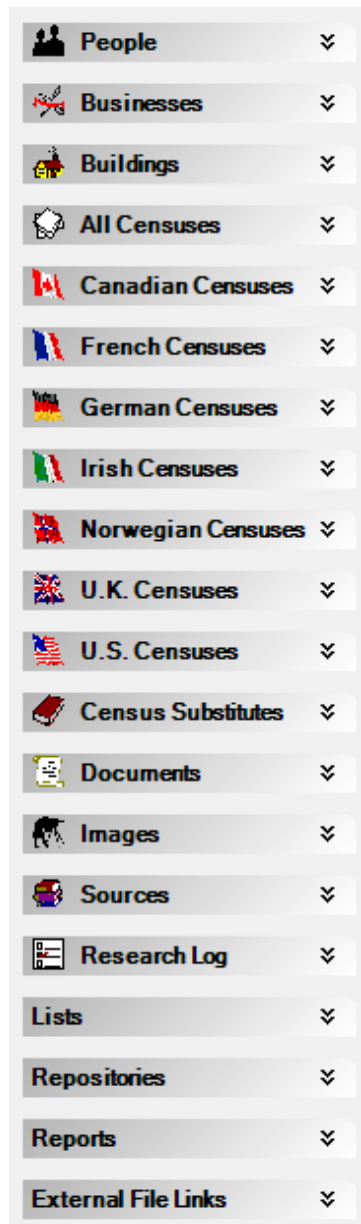 People
Businesses
Buildings
All Censuses
Canadian Censuses
French Censuses
German Censuses
Irish Censuses
Norwegian Censuses
U.K. Censuses
U.S. Censuses
Census Substitutes
Documents
Images
Sources
Research Log
Lists
Repositories
Reports
External File Links